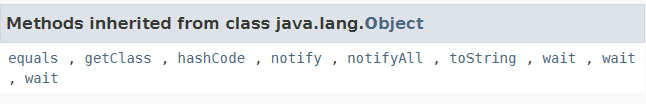 Methods inherited from class java.lang.Object
equals , getClass , hashCode , notify , notifyAll , toString , wait , wait
, wait